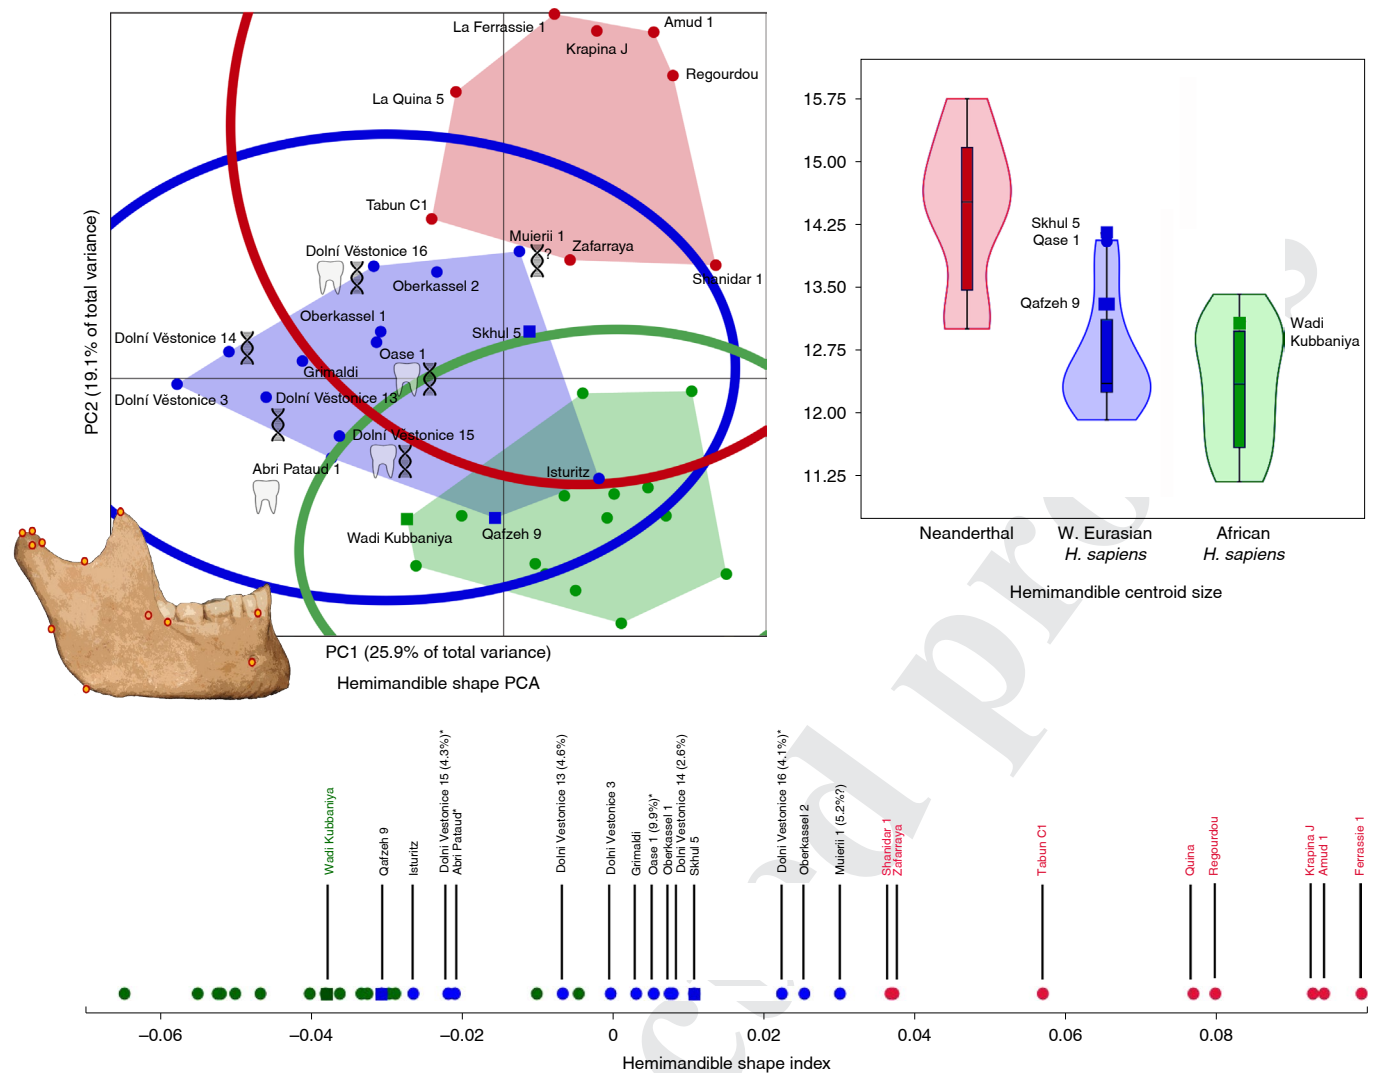 La Ferrassie 1
Amud 1
Krapina J
Regourdou
La Quina 5
Tabun C1
Muierii 1
?
Zafarraya
Shanidar 1
Dolní Věstonice 16
Oberkassel 2
Oberkassel 1
Skhul 5
Dolní Věstonice 14
Oase 1
Grimaldi
Dolní Věstonice 3
Dolní Věstonice 13
Dolní Věstonice 15
Abri Pataud 1
Isturitz
Wadi Kubbaniya
Qafzeh 9
PC2 (19.1% of total variance)
PC1 (25.9% of total variance)
Hemimandible shape PCA
15.75
15.00
14.25
13.50
12.75
12.00
11.25
Skhul 5
Qase 1
Qafzeh 9
Wadi
Kubbaniya
Neanderthal
W. Eurasian
H. sapiens
African
H. sapiens
Hemimandible centroid size
Wadi Kubbaniya
Qafzeh 9
Isturitz
Dolni Vestonice 15 (4.3%)*
Abri Pataud*
Dolni Vestonice 13 (4.6%)
Dolni Vestonice 3
Grimaldi
Oase 1 (9.9%)*
Oberkassel 1
Dolni Vestonice 14 (2.6%)
Skhul 5
Dolni Vestonice 16 (4.1%)*
Oberkassel 2
Muierii 1 (5.2%?)
Shanidar 1
Zafarraya
Tabun C1
Quina
Regourdou
Krapina J
Amud 1
Ferrassie 1
−0.06
−0.04
−0.02
0
0.02
0.04
0.06
0.08
Hemimandible shape index